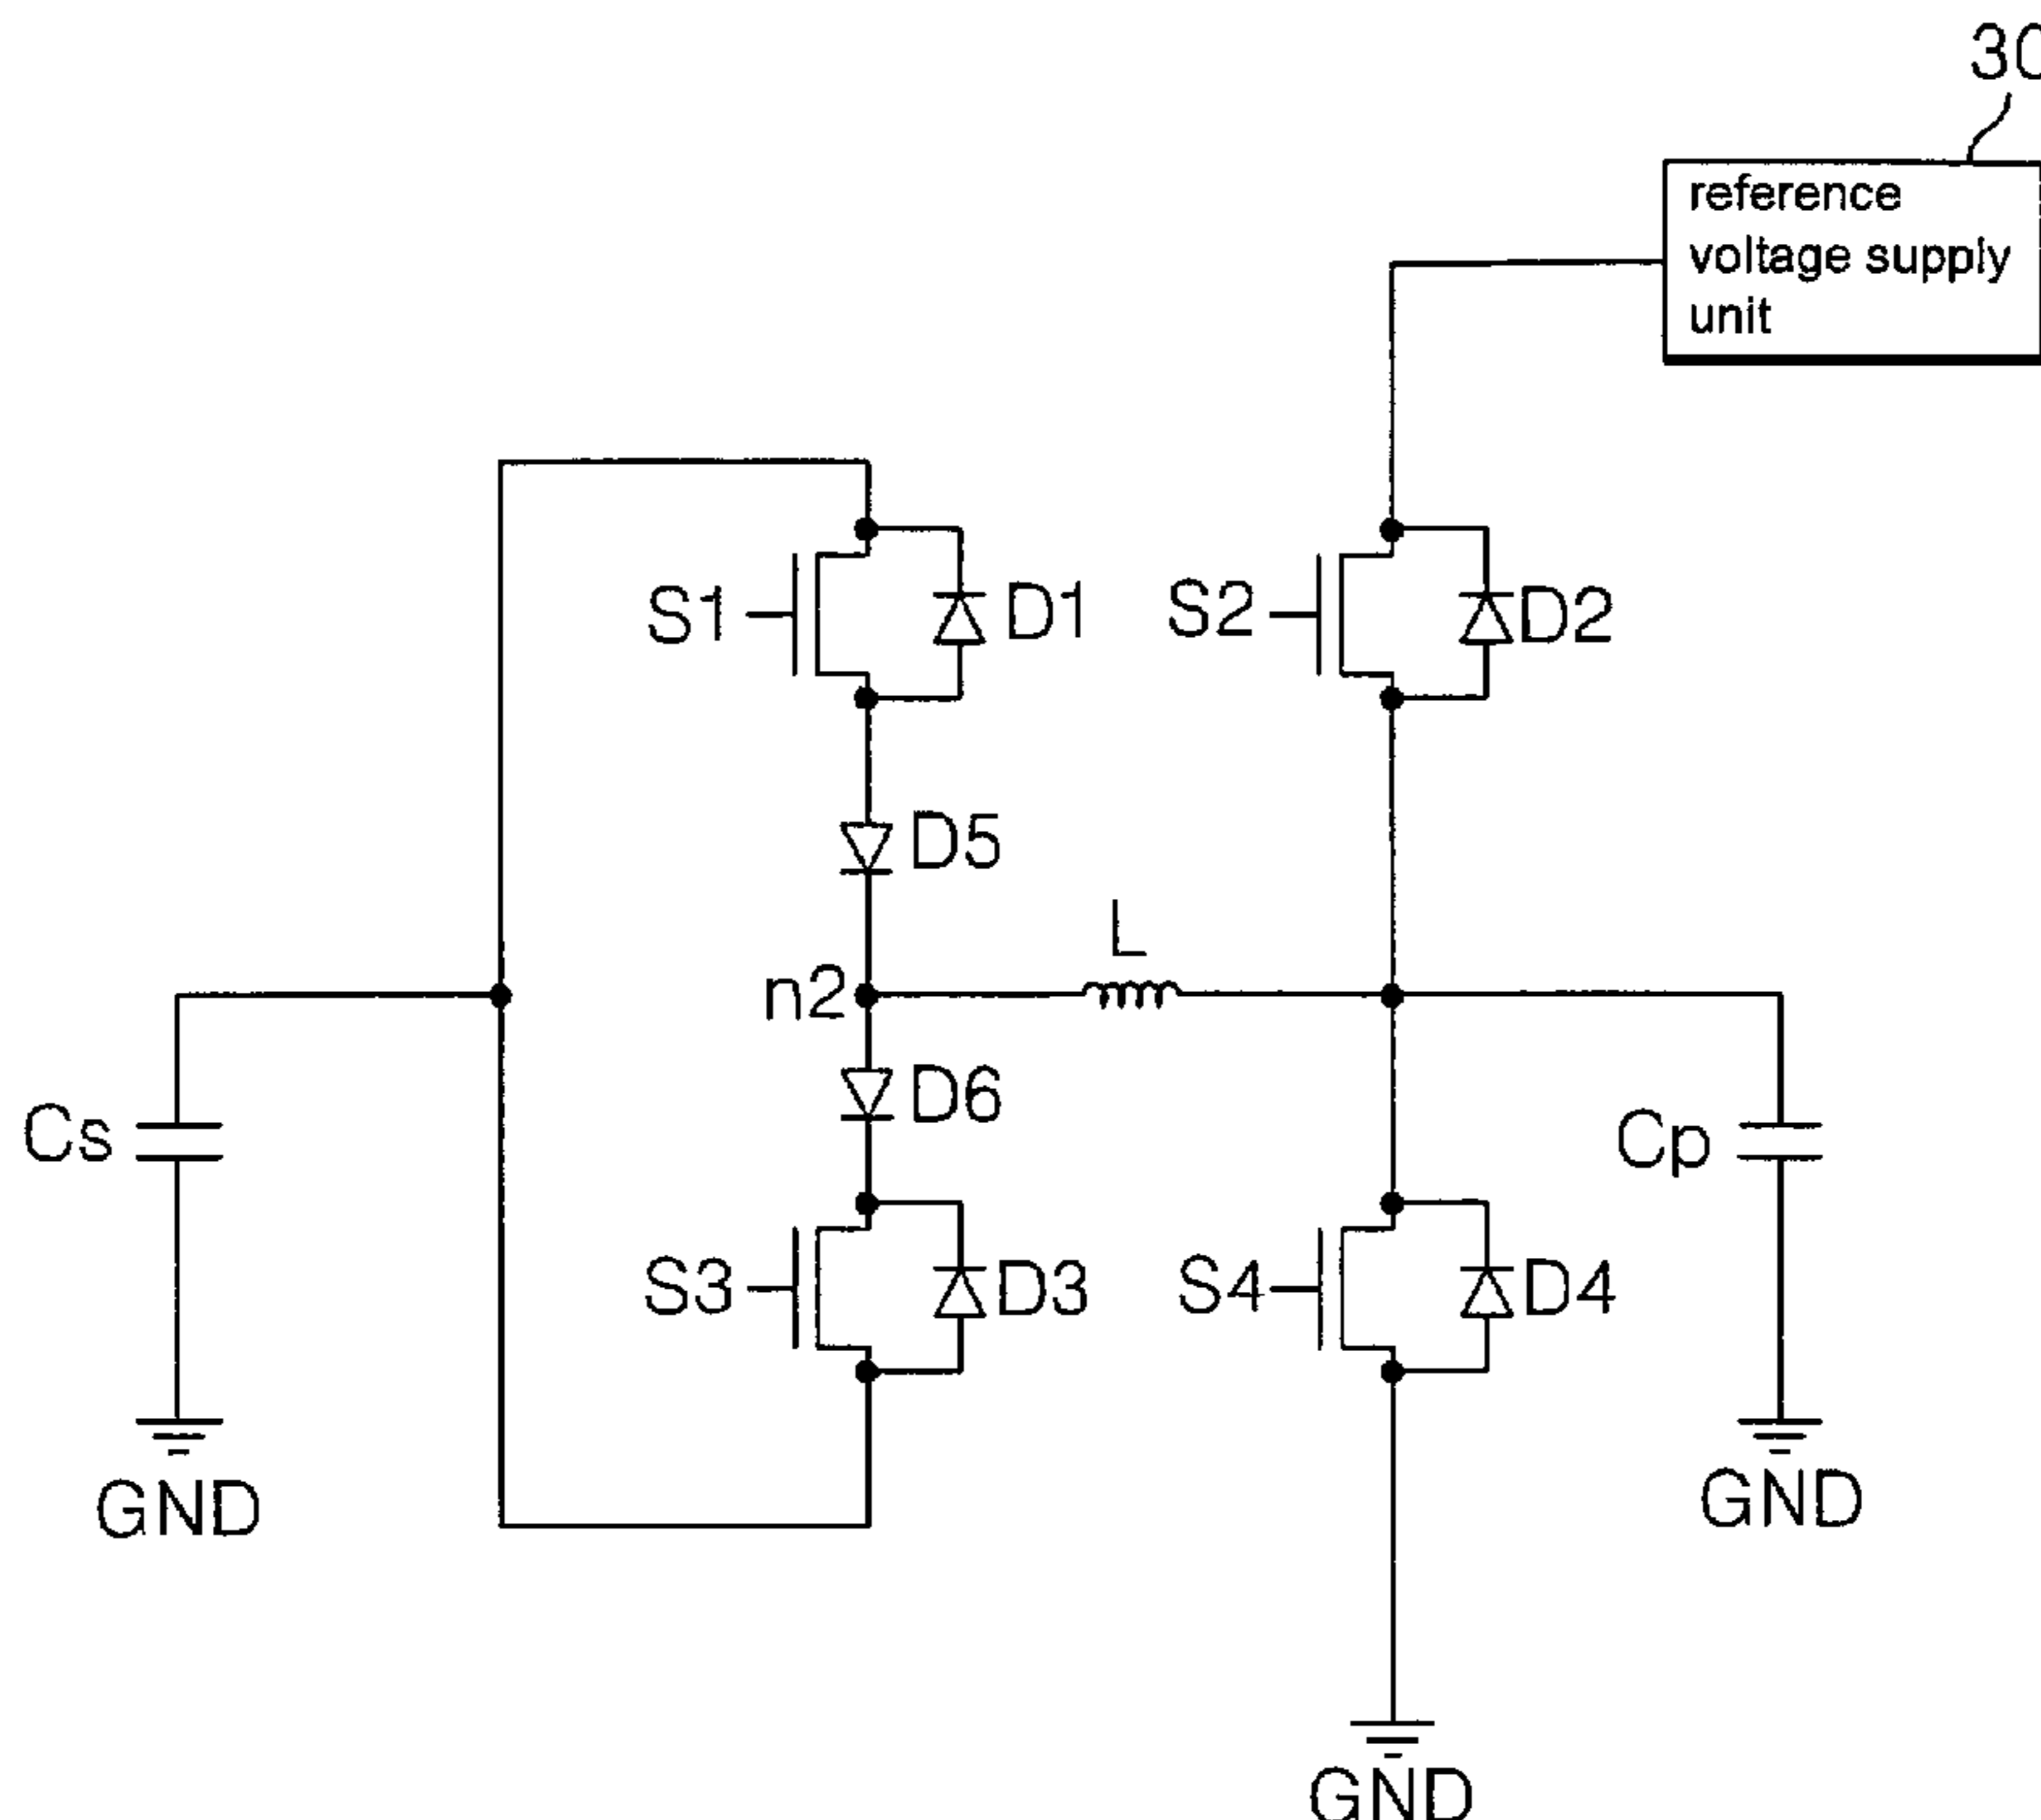 30
reference
voltage supply
unit
S1
D1
S2
D2
D5
L
n2
D6
Cs
Cp
S3
D3
S4
D4
GND
GND
GND